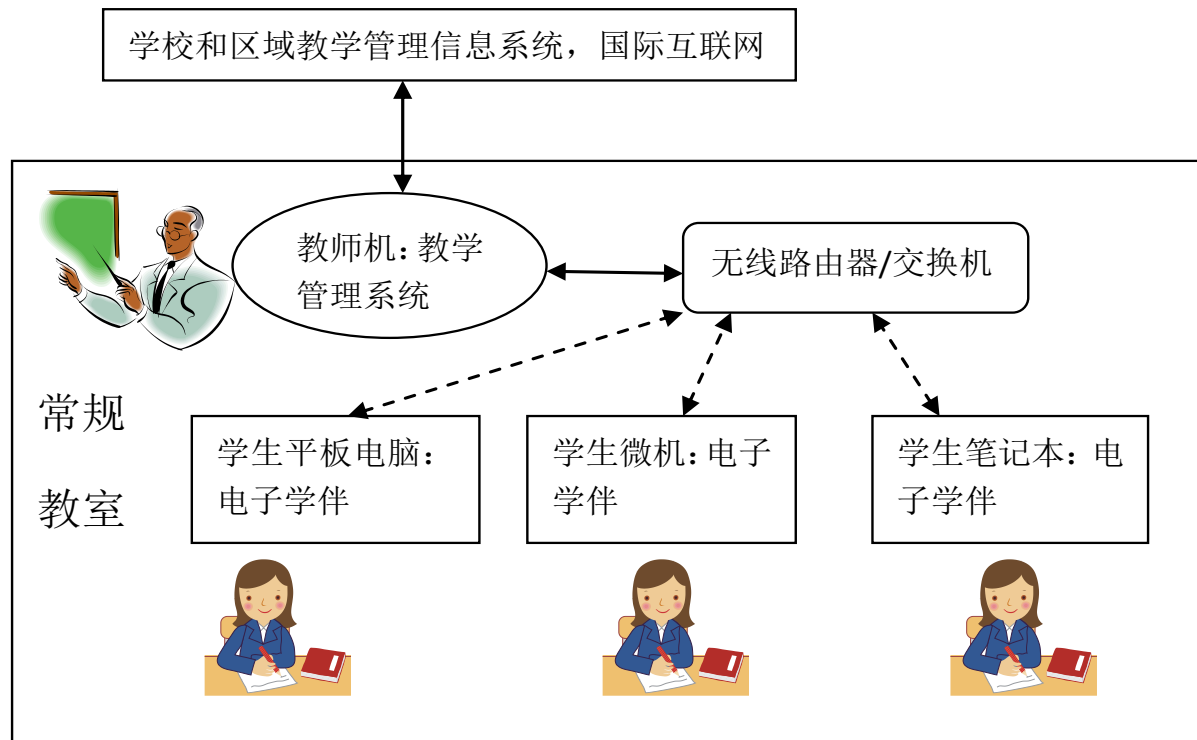 学校和区域教学管理信息系统，国际互联网
教师机：教学
管理系统
无线路由器/交换机
常规
教室
学生平板电脑：
电子学伴
学生微机：电子
学伴
学生笔记本：电
子学伴